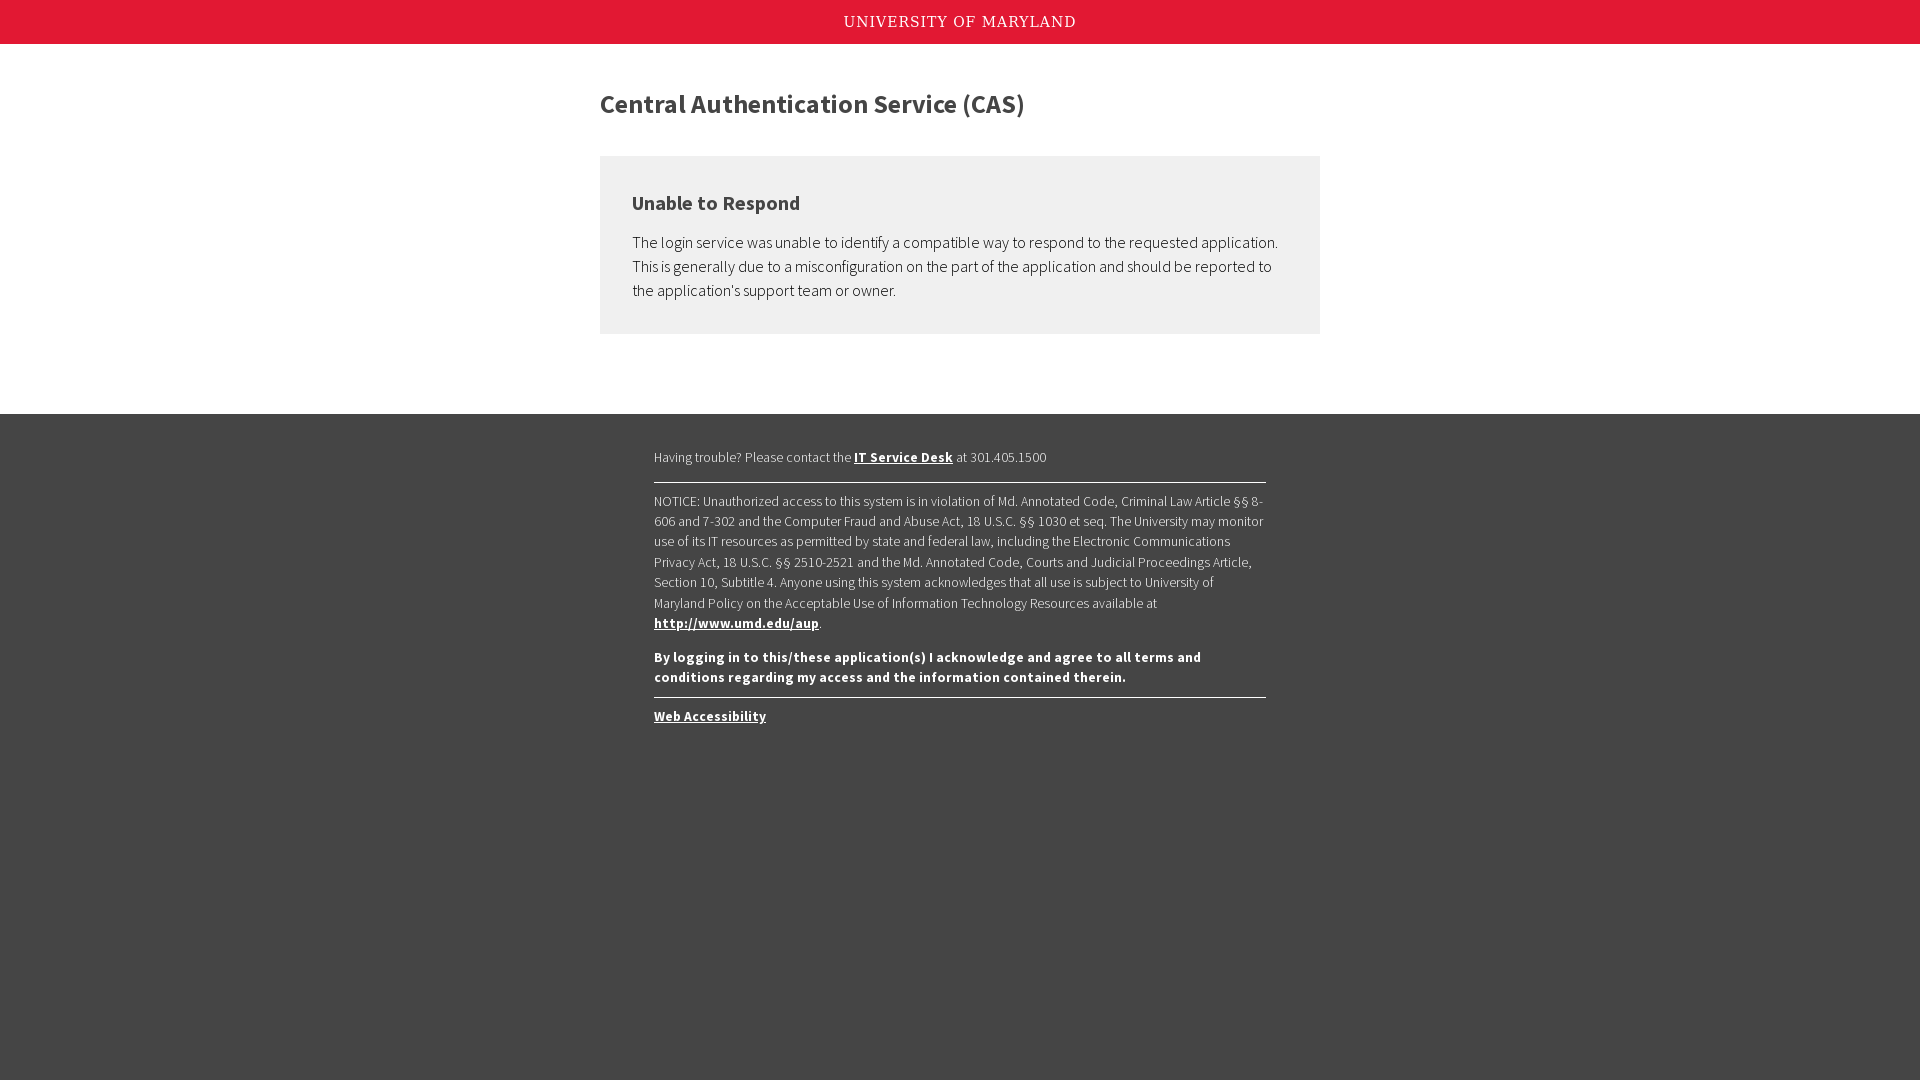 UNIVERSITY OF MARYLAND
Central Authentication Service (CAS)
Unable to Respond
The login service was unable to identify a compatible way to respond to the requested application.
This is generally due to a misconfiguration on the part of the application and should be reported to
the application's support team or owner.
Having trouble? Please contact the IT Service Desk at 301.405.1500
NOTICE: Unauthorized access to this system is in violation of Md. Annotated Code, Criminal Law Article §§ 8-
606 and 7-302 and the Computer Fraud and Abuse Act, 18 U.S.C. §§ 1030 et seq. The University may monitor
use of its IT resources as permitted by state and federal law, including the Electronic Communications
Privacy Act, 18 U.S.C. §§ 2510-2521 and the Md. Annotated Code, Courts and Judicial Proceedings Article,
Section 10, Subtitle 4. Anyone using this system acknowledges that all use is subject to University of
Maryland Policy on the Acceptable Use of Information Technology Resources available at
http://www.umd.edu/aup.
By logging in to this/these application(s) I acknowledge and agree to all terms and
conditions regarding my access and the information contained therein.
Web Accessibility